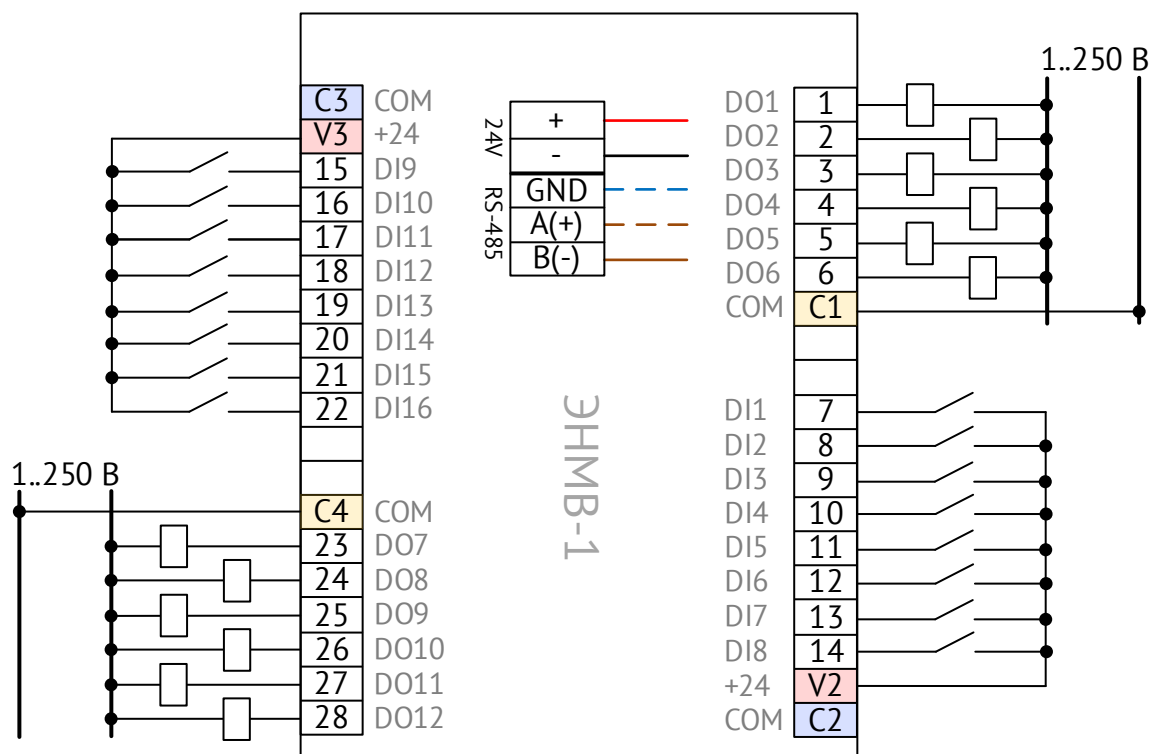 1..250 В
C3 COM
V3 +24
15 DI9
16 DI10
17 DI11
18 DI12
19 DI13
20 DI14
21 DI15
22 DI16
1..250 В
C4 COM
23 DO7
24 DO8
25 DO9
26 DO10
27 DO11
28 DO12
24V
+
-
RS-485
GND
A(+)
B(-)
ЭНМВ-1
DO1 1
DO2 2
DO3 3
DO4 4
DO5 5
DO6 6
COM C1
DI1 7
DI2 8
DI3 9
DI4 10
DI5 11
DI6 12
DI7 13
DI8 14
+24 V2
COM C2